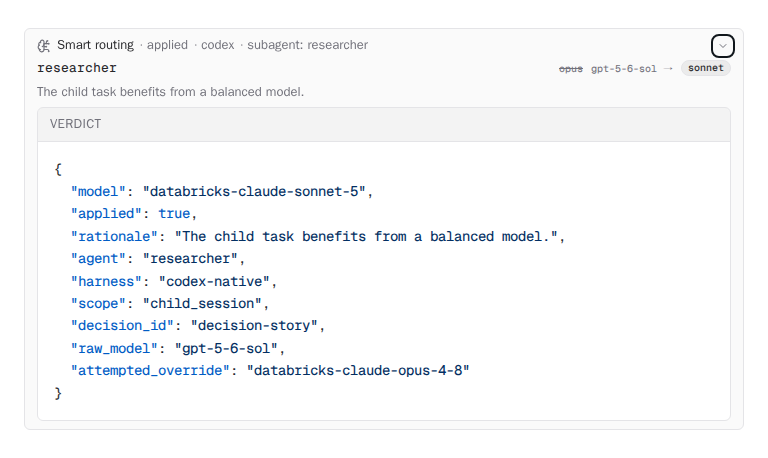 Smart routing · applied · codex · subagent: researcher
researcher opus gpt-5-6-sol → sonnet
The child task benefits from a balanced model.
VERDICT
{
  "model": "databricks-claude-sonnet-5",
  "applied": true,
  "rationale": "The child task benefits from a balanced model.",
  "agent": "researcher",
  "harness": "codex-native",
  "scope": "child_session",
  "decision_id": "decision-story",
  "raw_model": "gpt-5-6-sol",
  "attempted_override": "databricks-claude-opus-4-8"
}